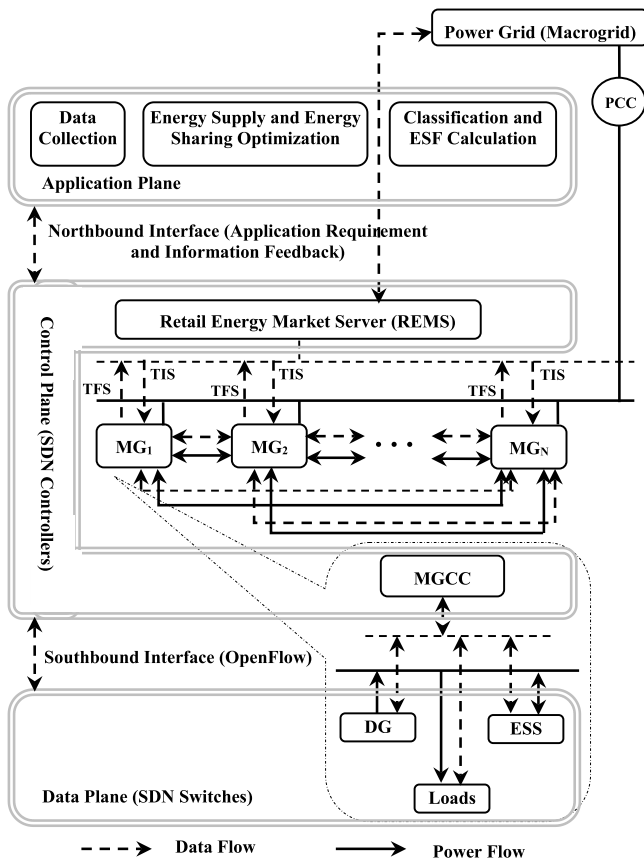 Power Grid (Macrogrid)
PCC
Data
Collection
Energy Supply and Energy
Sharing Optimization
Classification and
ESF Calculation
Application Plane
Northbound Interface (Application Requirement
and Information Feedback)
Control Plane (SDN Controllers)
Retail Energy Market Server (REMS)
TFS
TIS
TFS
TIS
TFS
TIS
MG1
MG2
. . .
MGN
MGCC
Southbound Interface (OpenFlow)
DG
ESS
Loads
Data Plane (SDN Switches)
Data Flow
Power Flow